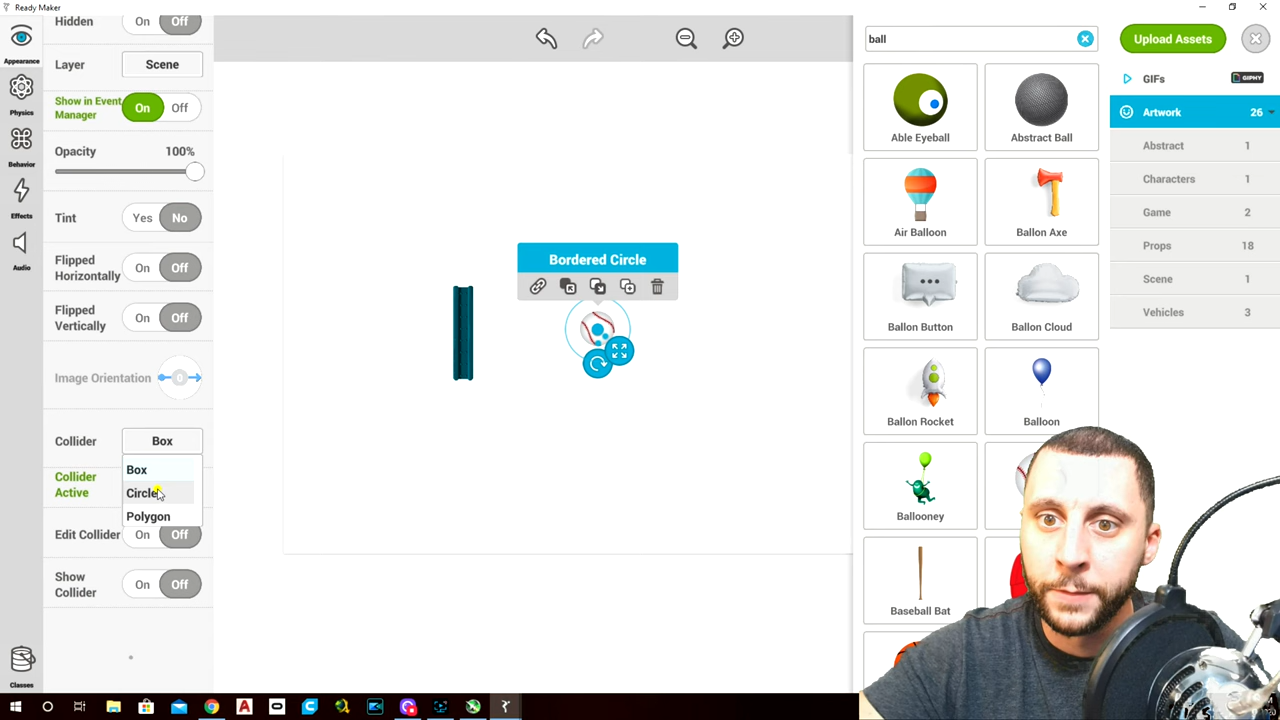 Ready Maker
Hidden
On
Off
Appearance
Layer
Scene
Show in Event
Manager
On
Off
Physics
Opacity
100%
Behavior
Effects
Tint
Yes
No
Audio
Flipped
Horizontally
On
Off
Flipped
Vertically
On
Off
Image Orientation
0
Collider
Box
Box
Circle
Polygon
Collider
Active
Edit Collider
On
Off
Show
Collider
On
Off
Classes
Bordered Circle
ball
Able Eyeball
Abstract Ball
Air Balloon
Ballon Axe
Ballon Button
Ballon Cloud
Ballon Rocket
Balloon
Ballooney
Baseball Bat
Upload Assets
GIFs
GIPHY
Artwork
26
Abstract
1
Characters
1
Game
2
Props
18
Scene
1
Vehicles
3